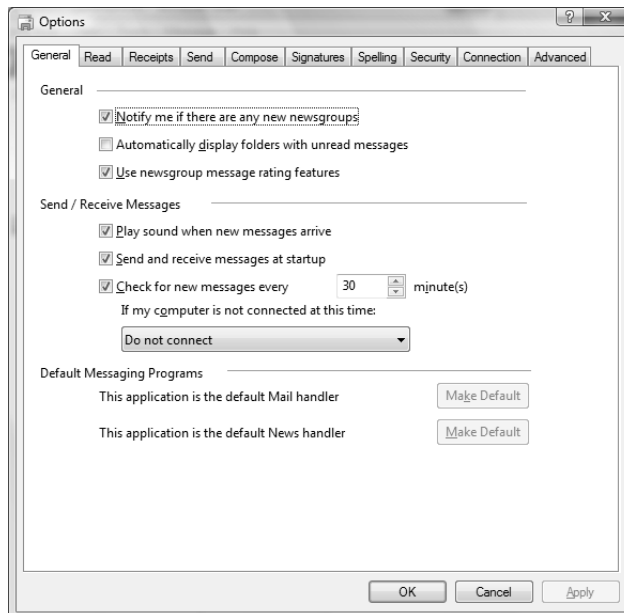 Options
General Read Receipts Send Compose Signatures Spelling Security Connection Advanced
General
Notify me if there are any new newsgroups
Automatically display folders with unread messages
Use newsgroup message rating features
Send / Receive Messages
Play sound when new messages arrive
Send and receive messages at startup
Check for new messages every 30 minute(s)
If my computer is not connected at this time:
Do not connect
Default Messaging Programs
This application is the default Mail handler Make Default
This application is the default News handler Make Default
OK Cancel Apply